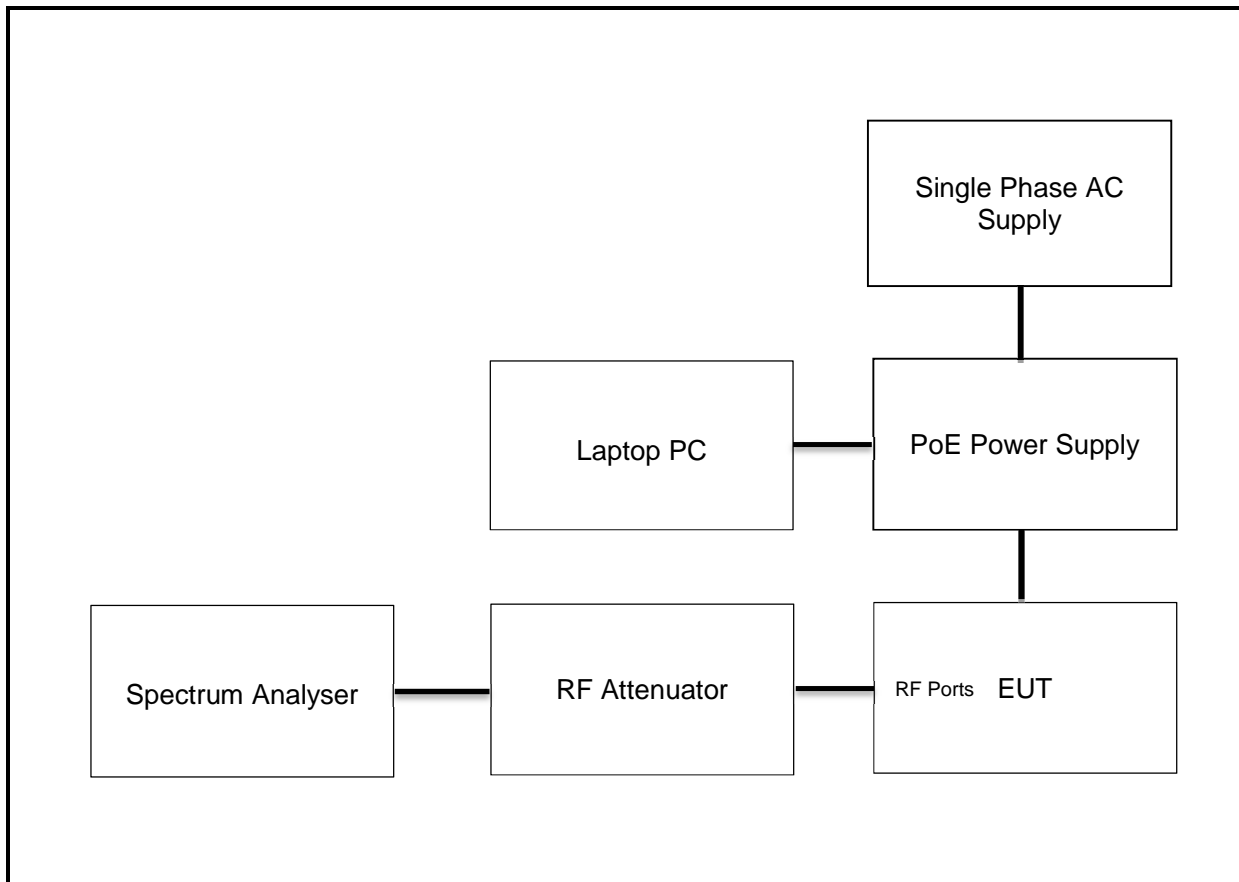 Single Phase AC
Supply
Laptop PC
PoE Power Supply
Spectrum Analyser
RF Attenuator
RF Ports EUT